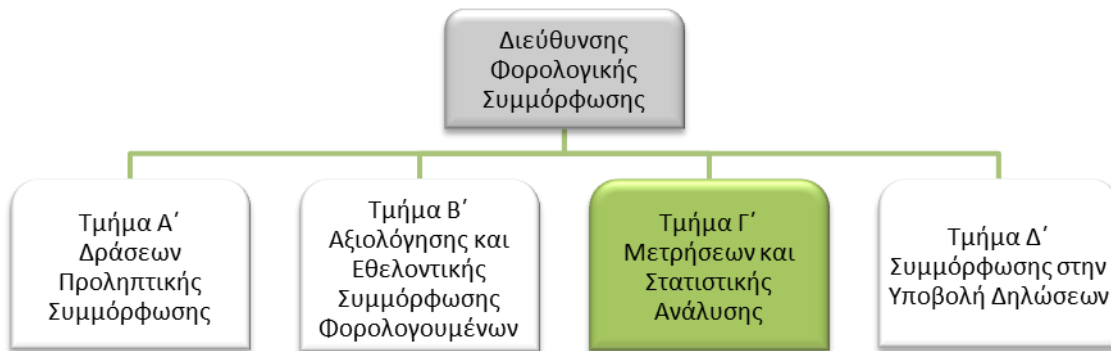 Διεύθυνσης
Φορολογικής
Συμμόρφωσης
Τμήμα Α΄
Δράσεων
Προληπτικής
Συμμόρφωσης
Τμήμα Β΄
Αξιολόγησης και
Εθελοντικής
Συμμόρφωσης
Φορολογουμένων
Τμήμα Γ΄
Μετρήσεων και
Στατιστικής
Ανάλυσης
Τμήμα Δ΄
Συμμόρφωσης στην
Υποβολή Δηλώσεων